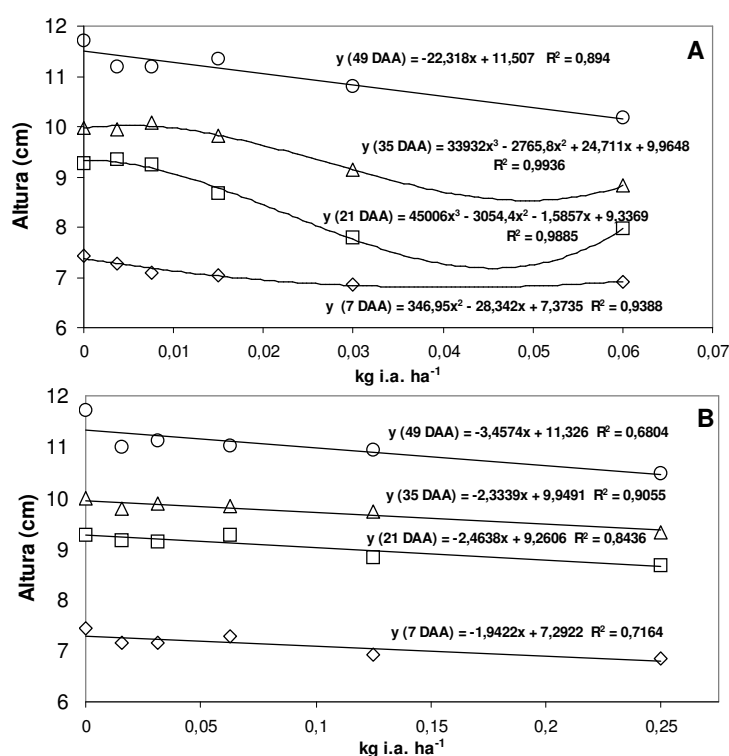 A
y (49 DAA) = -22,318x + 11,507 R² = 0,894
y (35 DAA) = 33932x³ - 2765,8x² + 24,711x + 9,9648
R² = 0,9936
y (21 DAA) = 45006x³ - 3054,4x² - 1,5857x + 9,3369
R² = 0,9885
y (7 DAA) = 346,95x² - 28,342x + 7,3735 R² = 0,9388
Altura (cm)
12
11
10
9
8
7
6
0 0,01 0,02 0,03 0,04 0,05 0,06 0,07
kg i.a. ha⁻¹
B
y (49 DAA) = -3,4574x + 11,326 R² = 0,6804
y (35 DAA) = -2,3339x + 9,9491 R² = 0,9055
y (21 DAA) = -2,4638x + 9,2606 R² = 0,8436
y (7 DAA) = -1,9422x + 7,2922 R² = 0,7164
Altura (cm)
12
11
10
9
8
7
6
0 0,05 0,1 0,15 0,2 0,25
kg i.a. ha⁻¹